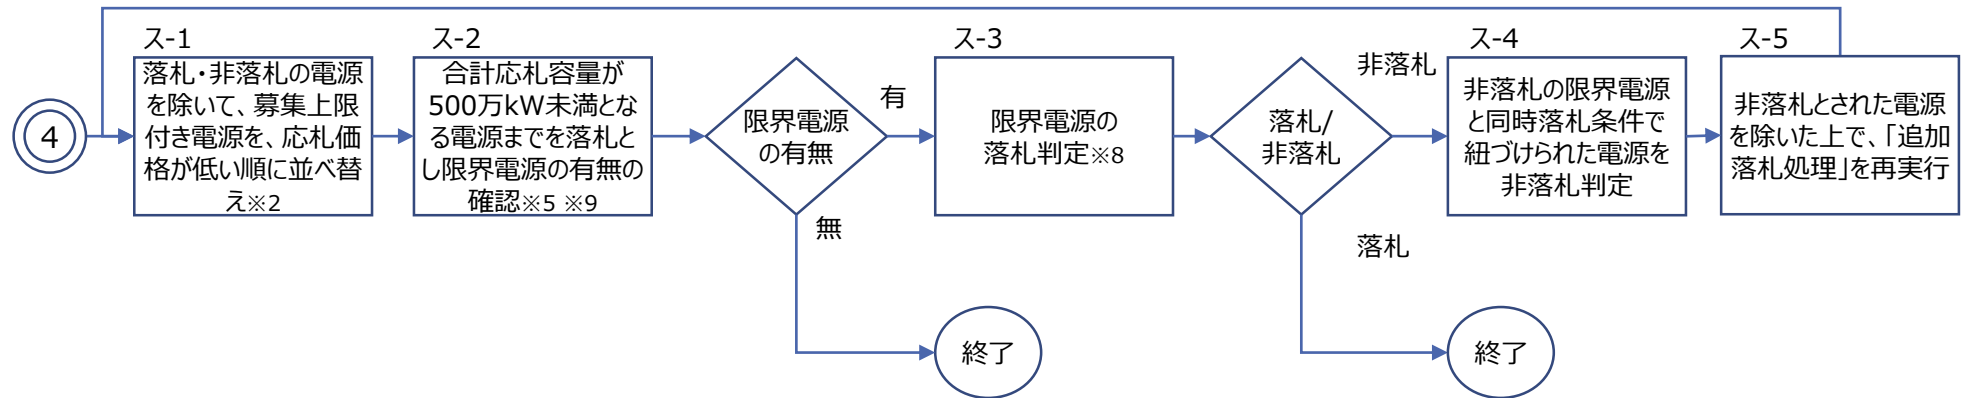 4
ス-1
落札・非落札の電源
を除いて、募集上限
付き電源を、応札価
格が低い順に並べ替
え※2
ス-2
合計応札容量が
500万kW未満とな
る電源までを落札と
し限界電源の有無の
確認※5 ※9
限界電源
の有無
有
無
終了
ス-3
限界電源の
落札判定※8
落札/
非落札
非落札
落札
終了
ス-4
非落札の限界電源
と同時落札条件で
紐づけられた電源を
非落札判定
ス-5
非落札とされた電源
を除いた上で、「追加
落札処理」を再実行